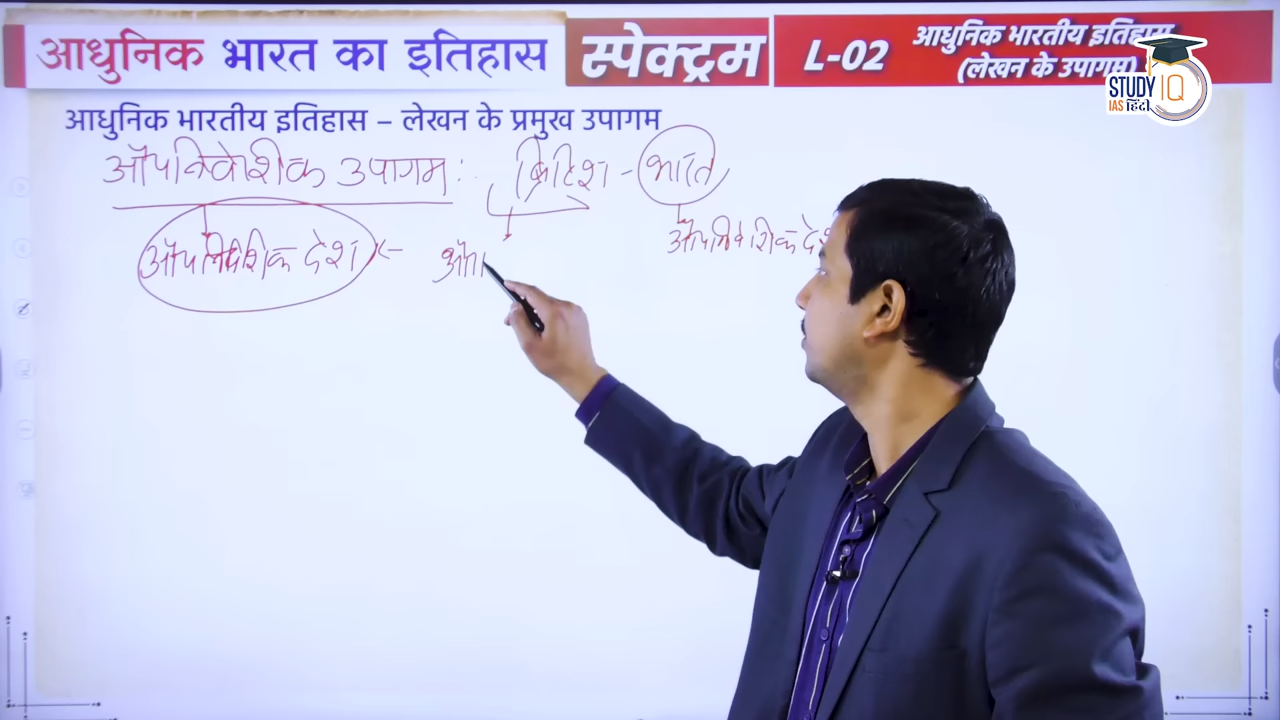 आधुनिक भारत का इतिहास स्पेक्ट्रम L-02 आधुनिक भारतीय इतिहास
(लेखन के उपागम)
STUDY IQ
IAS हिंदी
आधुनिक भारतीय इतिहास – लेखन के प्रमुख उपागम
औपनिवेशिक उपागम : ब्रिटिश - भारत
औपनिवेशिक देश औपनिवेशिक दे